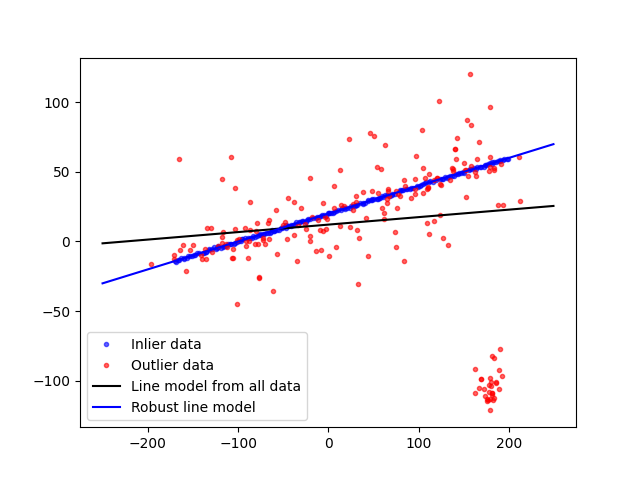 100
50
0
−50
−100
Inlier data
Outlier data
Line model from all data
Robust line model
−200
−100
0
100
200